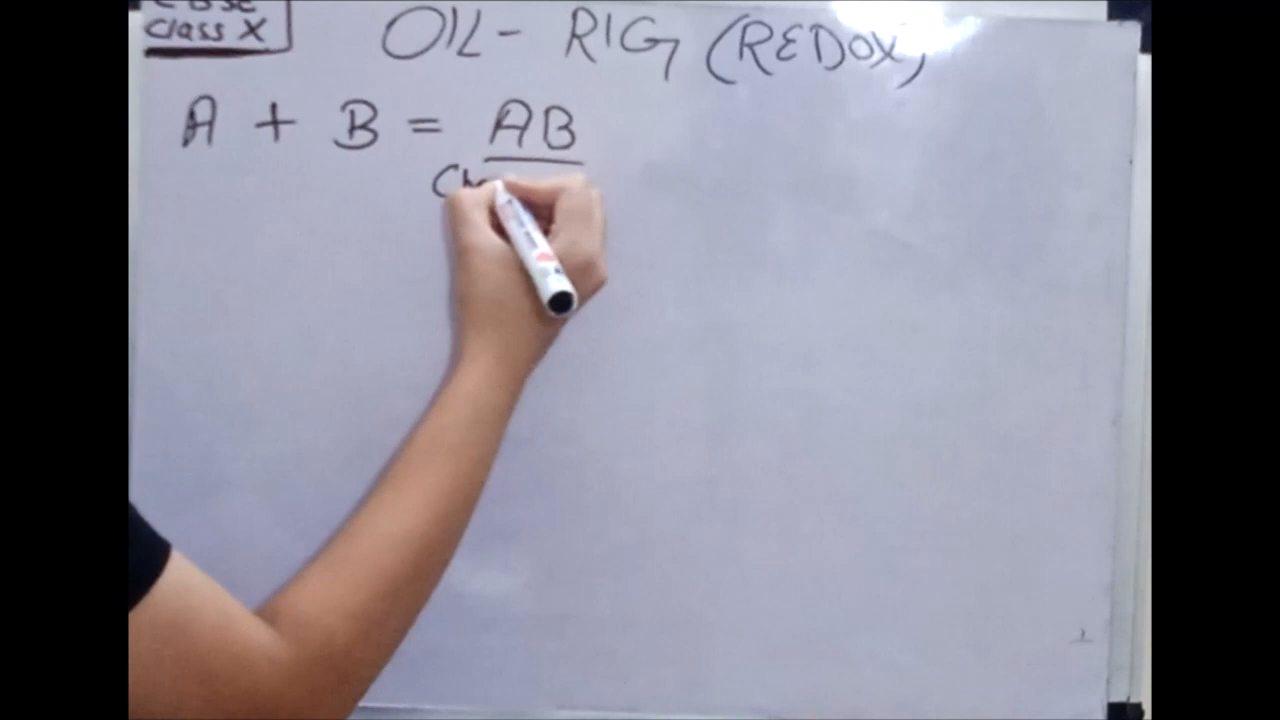 CBSE
Class X
OIL - RIG (REDOX)
A + B = AB